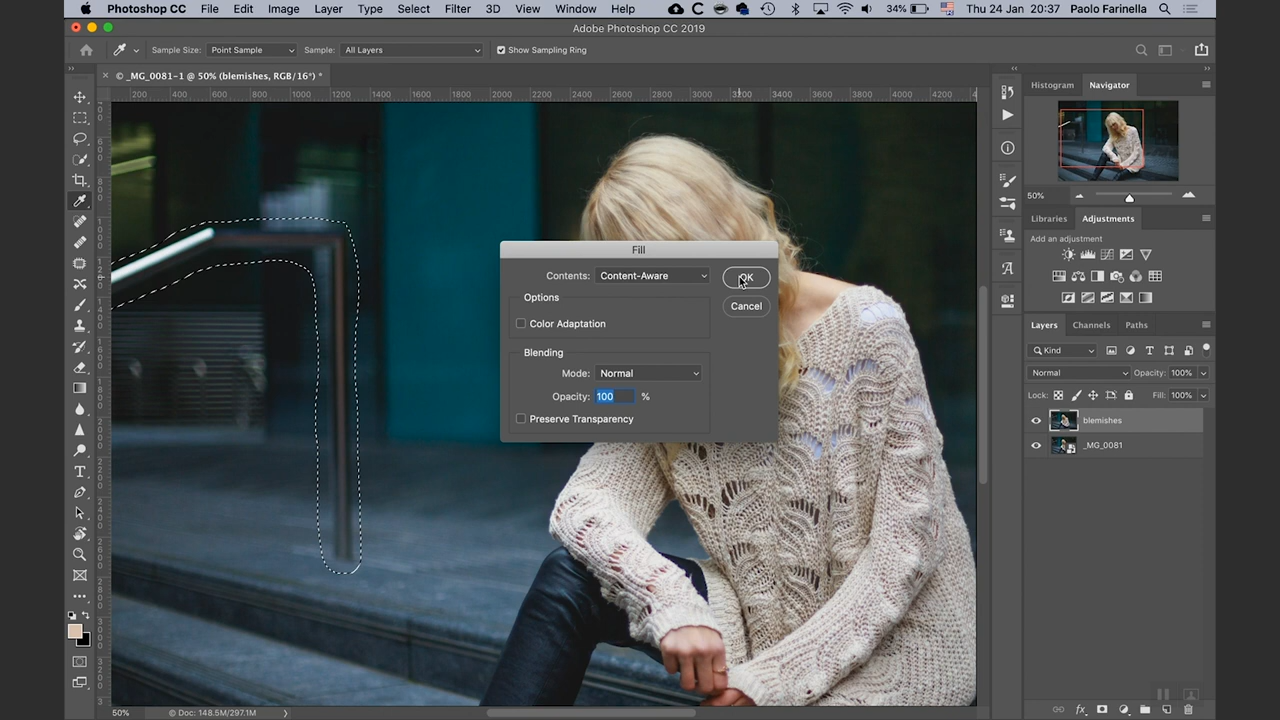 Photoshop CC File Edit Image Layer Type Select Filter 3D View Window Help 34% Thu 24 Jan 20:37 Paolo Farinella
Adobe Photoshop CC 2019
Sample Size: Point Sample Sample: All Layers Show Sampling Ring
© _MG_0081-1 @ 50% (blemishes, RGB/16*) *
200 400 600 800 1000 1200 1400 1600 1800 2000 2200 2400 2600 2800 3000 3200 3400 3600 3800 4000 4200
Histogram Navigator
50%
Libraries Adjustments
Add an adjustment
Fill
Contents: Content-Aware OK
Options
Color Adaptation
Cancel
Blending
Mode: Normal
Opacity: 100 %
Preserve Transparency
Layers Channels Paths
Kind
Normal Opacity: 100%
Lock: Fill: 100%
blemishes
_MG_0081
50% Doc: 148.5M/297.1M